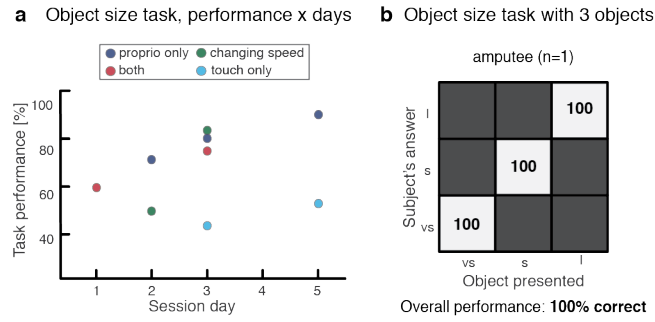 a Object size task, performance x days
proprio only
changing speed
both
touch only
Task performance [%]
100
80
60
40
1 2 3 4 5
Session day
b Object size task with 3 objects
amputee (n=1)
Subject's answer
l
s
vs
100
100
100
vs s l
Object presented
Overall performance: 100% correct